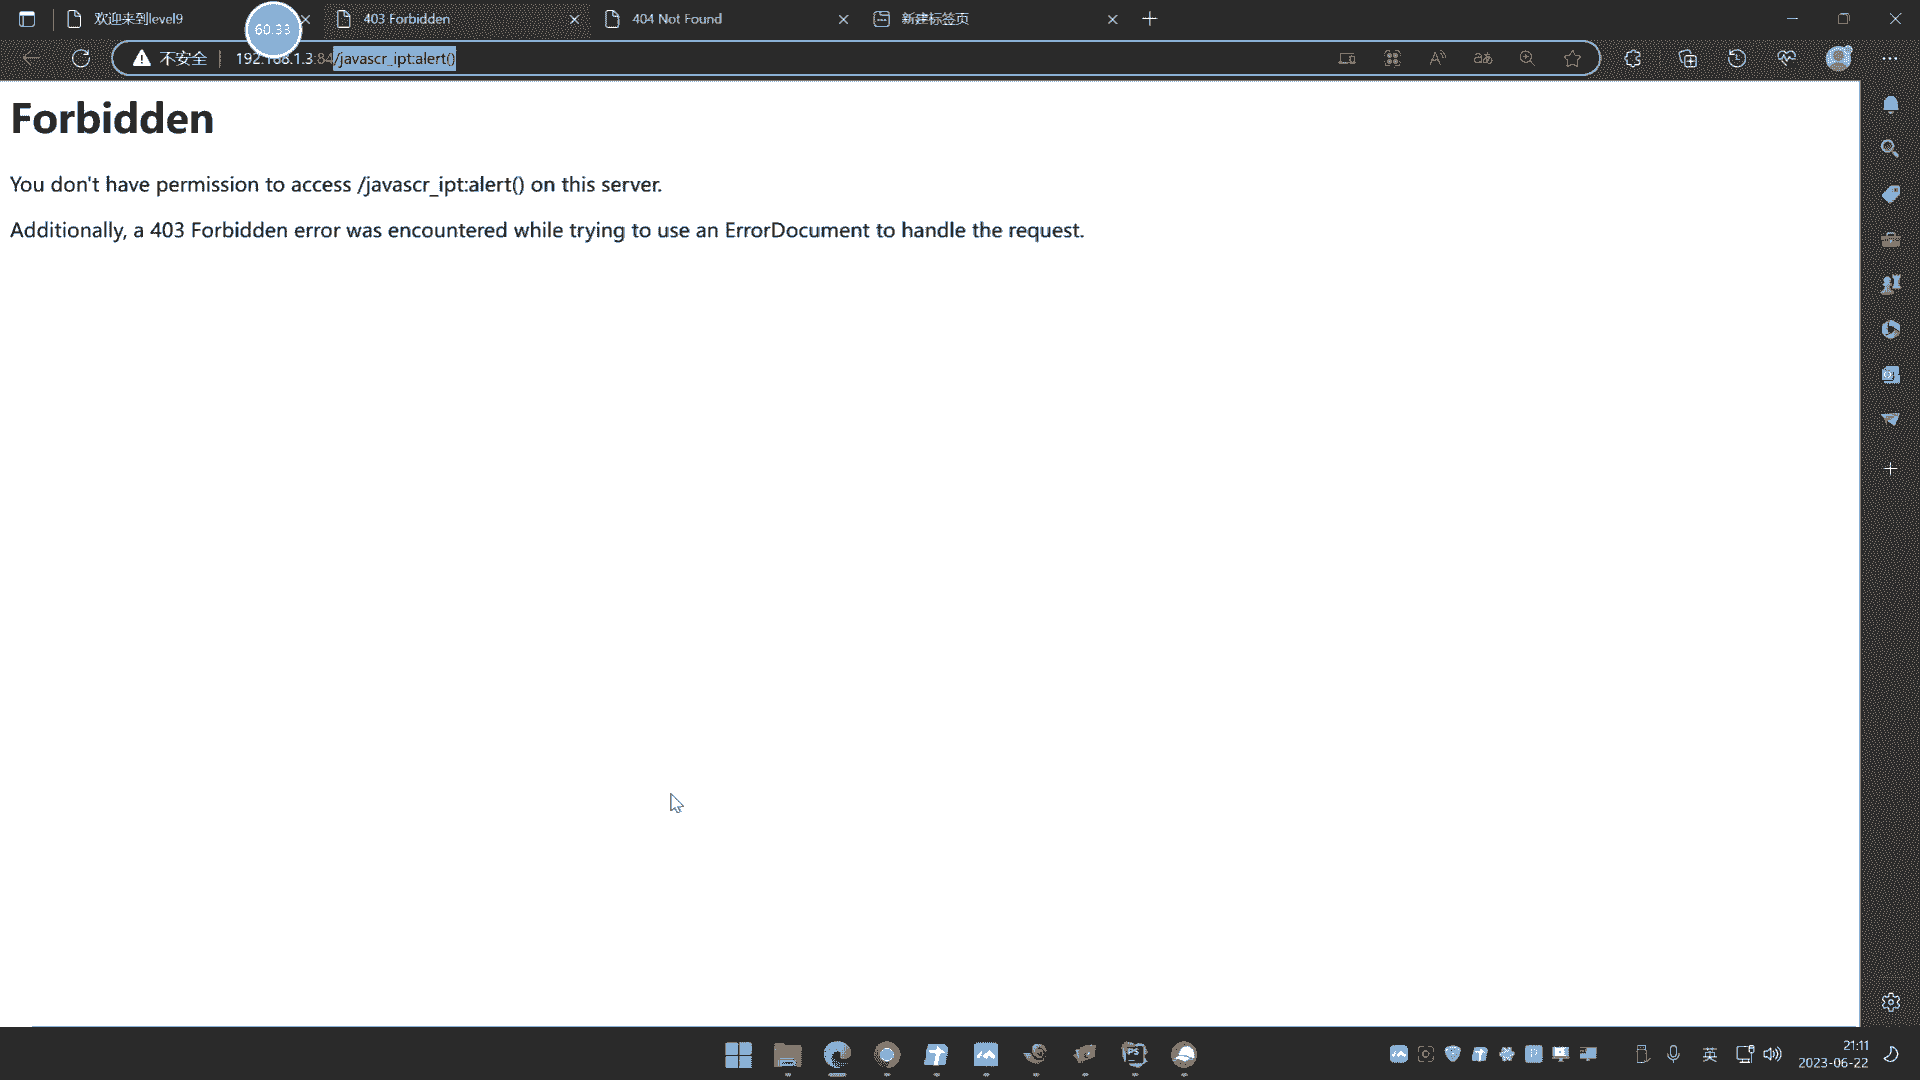 欢迎来到level9
60.33
403 Forbidden
404 Not Found
新建标签页
不安全
192.168.1.3:84/javascr_ipt:alert()
Forbidden
You don't have permission to access /javascr_ipt:alert() on this server.
Additionally, a 403 Forbidden error was encountered while trying to use an ErrorDocument to handle the request.
英
21:11
2023-06-22